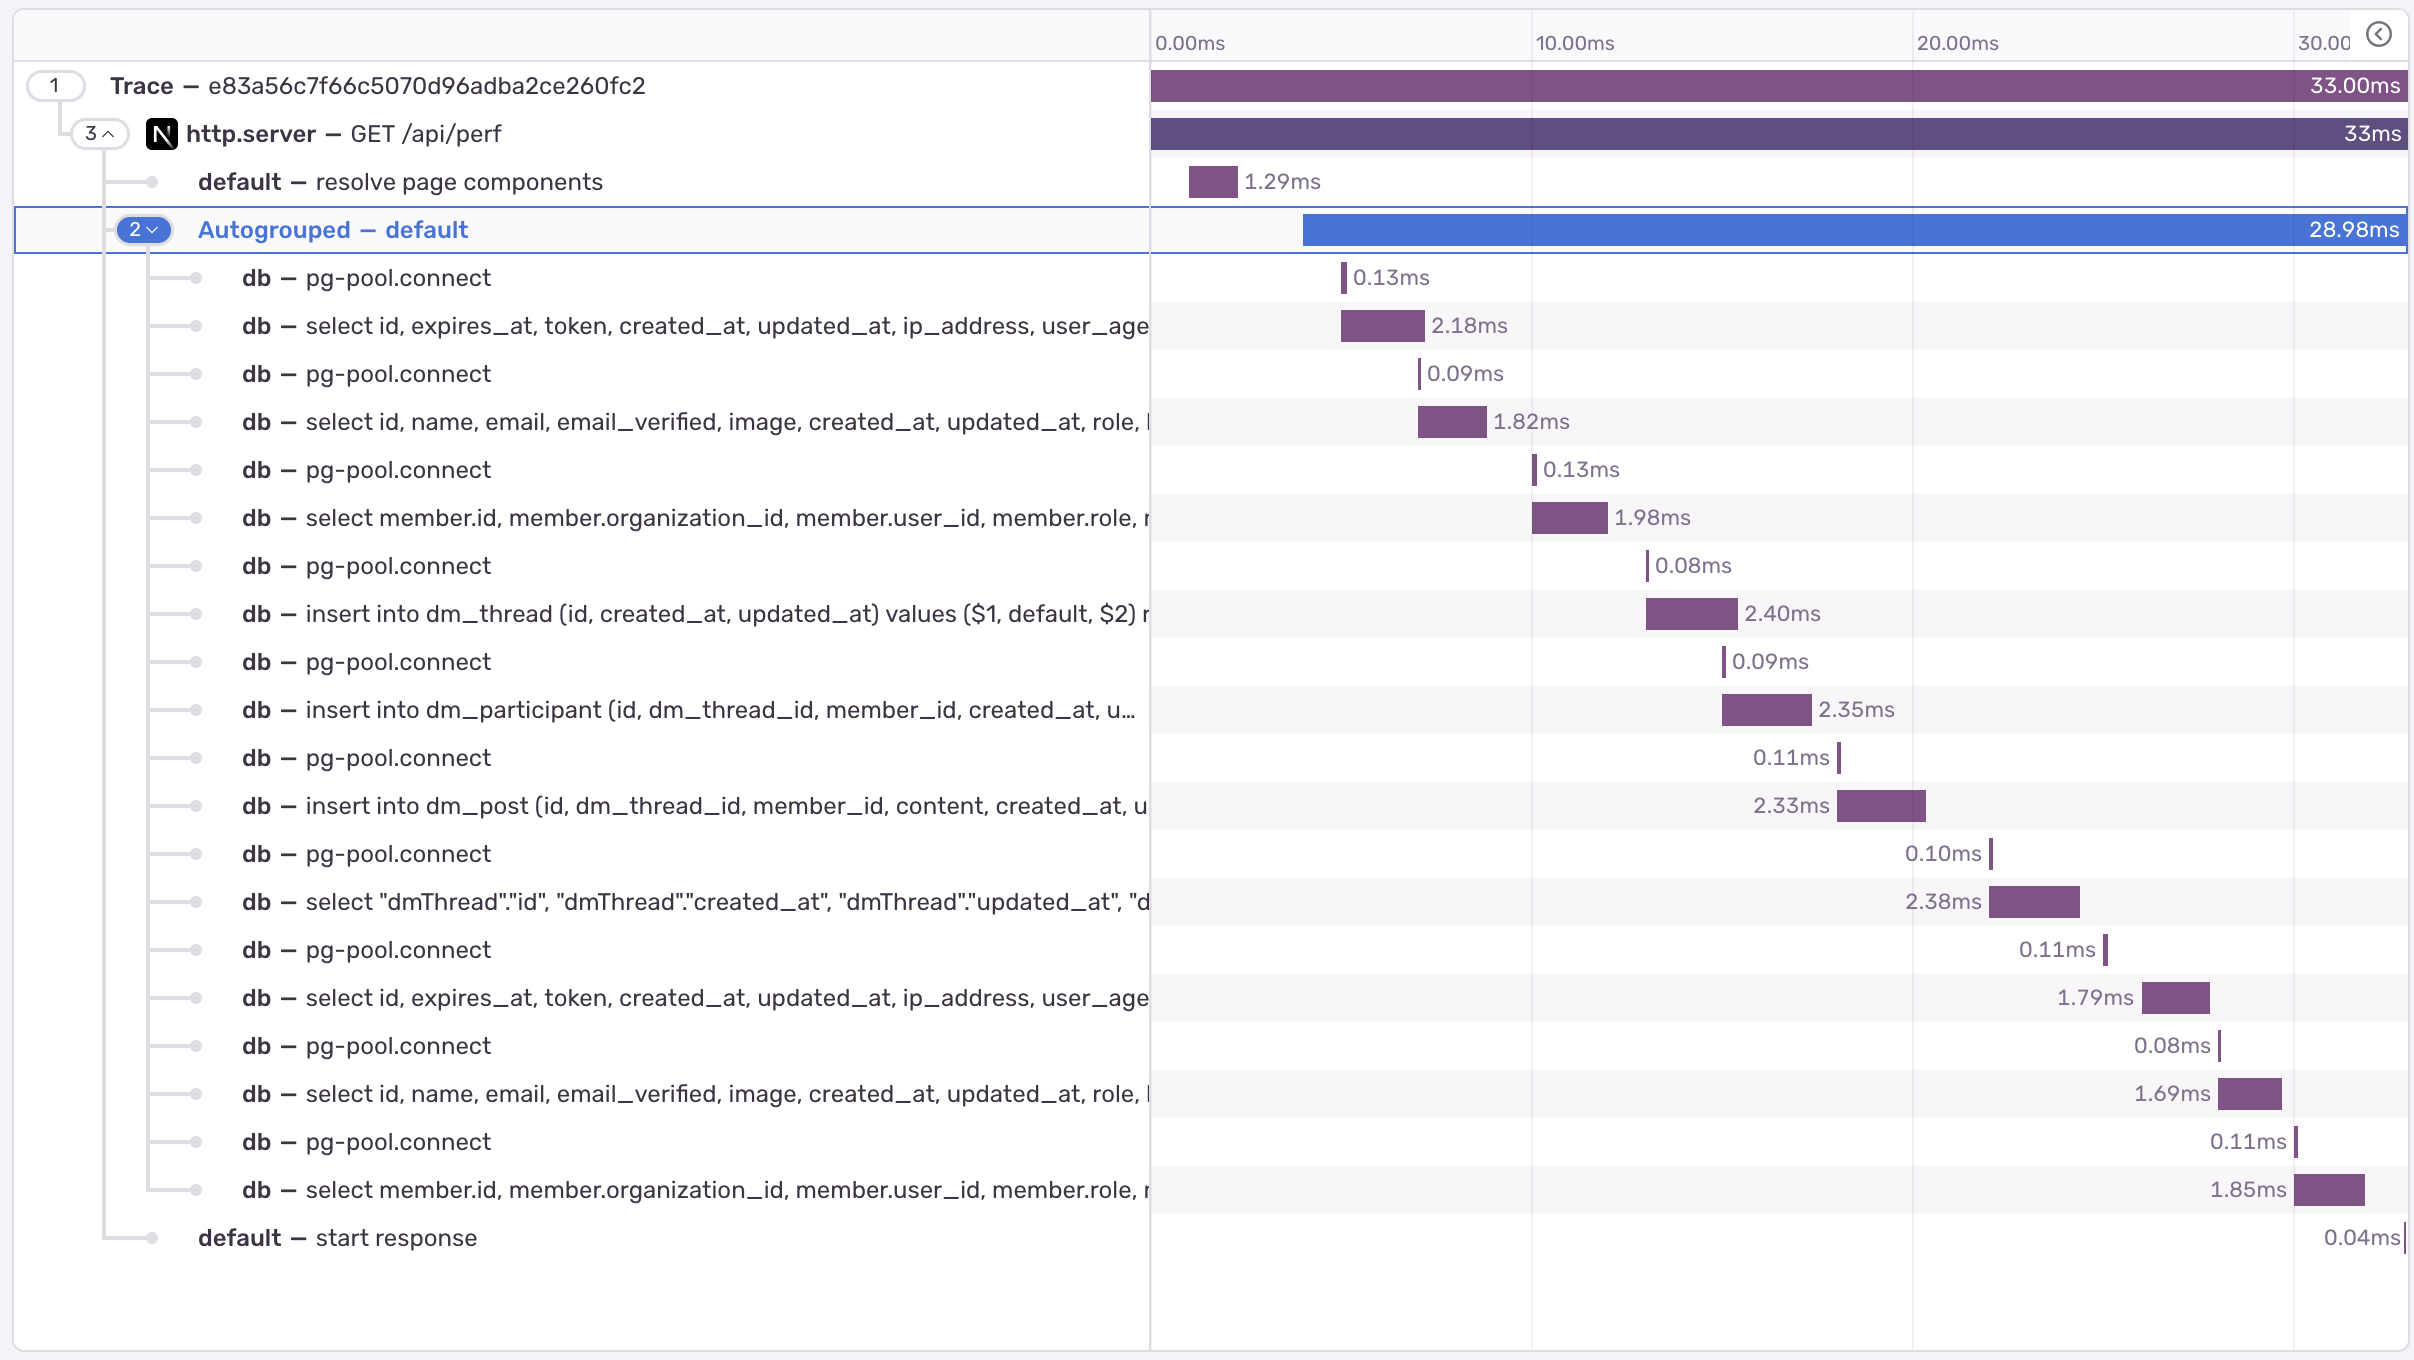 0.00ms 10.00ms 20.00ms 30.00
1 Trace — e83a56c7f66c5070d96adba2ce260fc2 33.00ms
3 N http.server — GET /api/perf 33ms
default — resolve page components 1.29ms
2 Autogrouped — default 28.98ms
db — pg-pool.connect 0.13ms
db — select id, expires_at, token, created_at, updated_at, ip_address, user_age 2.18ms
db — pg-pool.connect 0.09ms
db — select id, name, email, email_verified, image, created_at, updated_at, role, 1.82ms
db — pg-pool.connect 0.13ms
db — select member.id, member.organization_id, member.user_id, member.role, 1.98ms
db — pg-pool.connect 0.08ms
db — insert into dm_thread (id, created_at, updated_at) values ($1, default, $2) 2.40ms
db — pg-pool.connect 0.09ms
db — insert into dm_participant (id, dm_thread_id, member_id, created_at, u… 2.35ms
db — pg-pool.connect 0.11ms
db — insert into dm_post (id, dm_thread_id, member_id, content, created_at, u 2.33ms
db — pg-pool.connect 0.10ms
db — select "dmThread"."id", "dmThread"."created_at", "dmThread"."updated_at", "d 2.38ms
db — pg-pool.connect 0.11ms
db — select id, expires_at, token, created_at, updated_at, ip_address, user_age 1.79ms
db — pg-pool.connect 0.08ms
db — select id, name, email, email_verified, image, created_at, updated_at, role, 1.69ms
db — pg-pool.connect 0.11ms
db — select member.id, member.organization_id, member.user_id, member.role, 1.85ms
default — start response 0.04ms